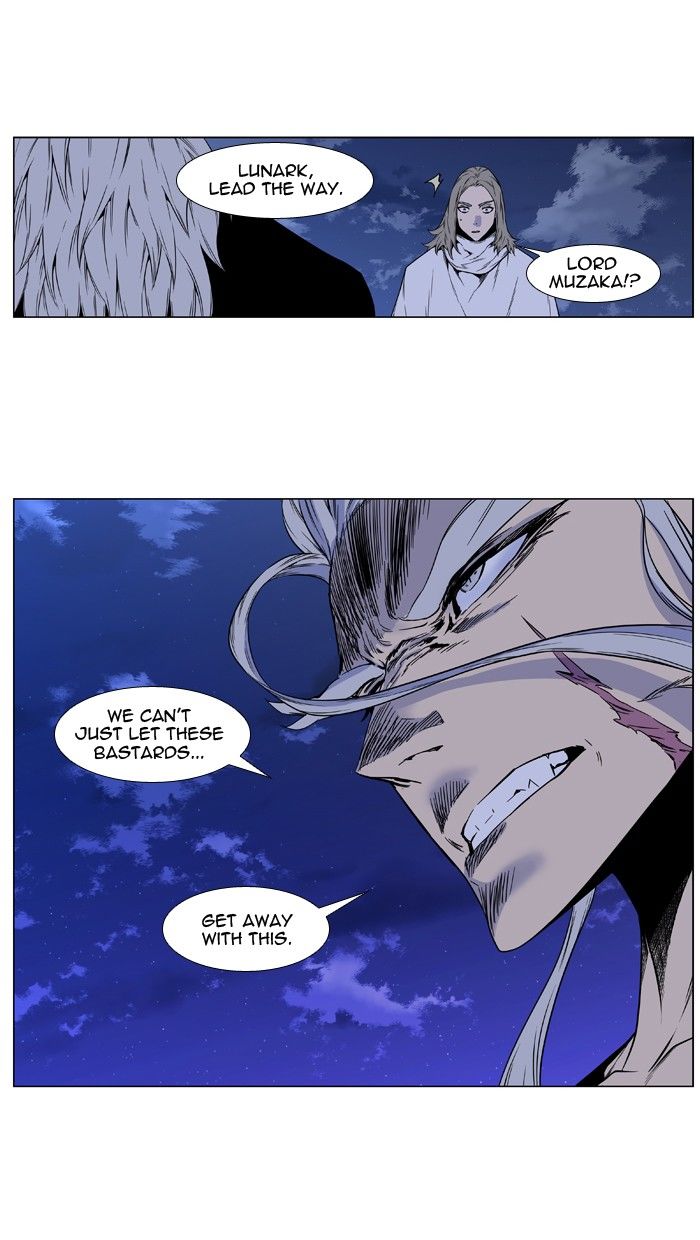 LUNARK,
LEAD THE WAY.
LORD
MUZAKA!?
WE CAN'T
JUST LET THESE
BASTARDS...
GET AWAY
WITH THIS.